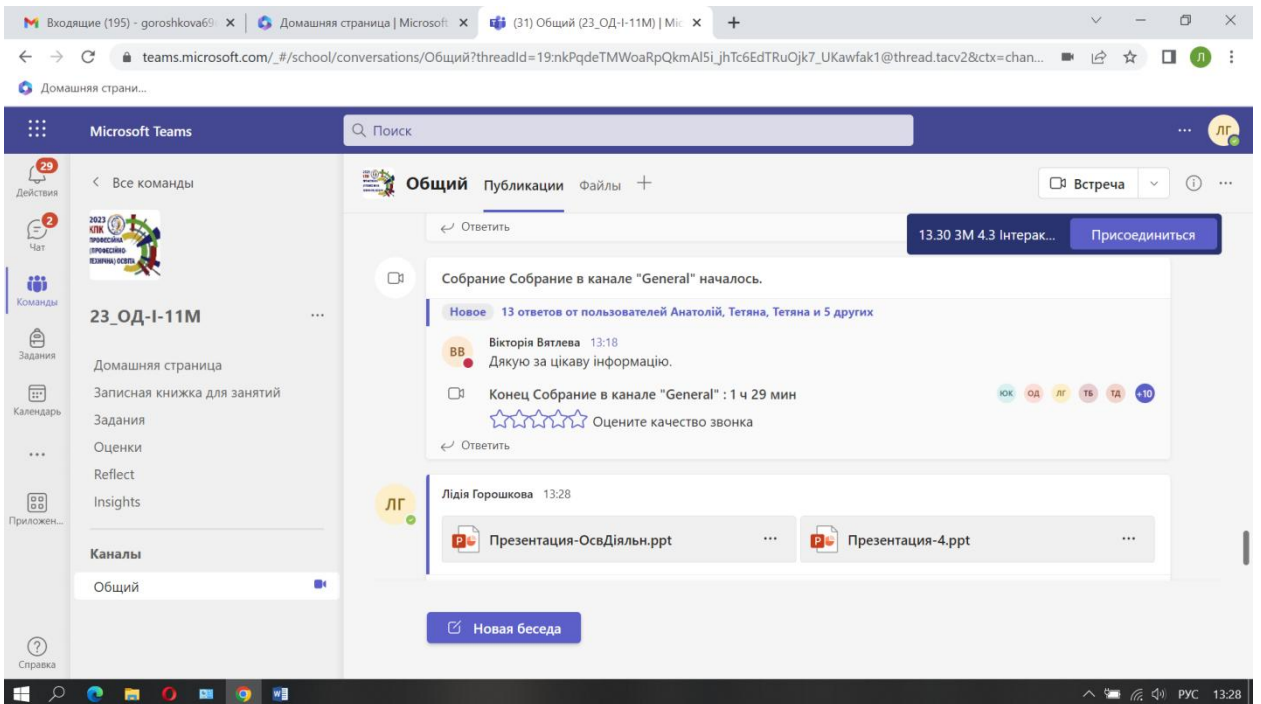 Входящие (195) - goroshkova69
Домашняя страница | Microsoft
(31) Общий (23_ОД-І-11М) | Mic
teams.microsoft.com/_#/school/conversations/Общий?threadId=19:nkPqdeTMWoaRpQkmAl5i_jhTc6EdTRuOjk7_UKawfak1@thread.tacv2&ctx=chan...
Л
Домашняя страни...
Microsoft Teams
Поиск
ЛГ
29
Действия
2
Чат
Команды
Задания
Календарь
Приложен...
Справка
Все команды
2023
КПК
23_ОД-І-11М
Домашняя страница
Записная книжка для занятий
Задания
Оценки
Reflect
Insights
Каналы
Общий
Общий Публикации Файлы
Встреча
Ответить
13.30 ЗМ 4.3 Інтерак... Присоединиться
Собрание Собрание в канале "General" началось.
Новое 13 ответов от пользователей Анатолій, Тетяна, Тетяна и 5 других
ВВ
Вікторія Вятлева 13:18
Дякую за цікаву інформацію.
Конец Собрание в канале "General" : 1 ч 29 мин
ЮК ОД ЛГ ТБ ТД +10
Оцените качество звонка
Ответить
ЛГ
Лідія Горошкова 13:28
Презентация-ОсвДіяльн.ppt
Презентация-4.ppt
Новая беседа
РУС 13:28